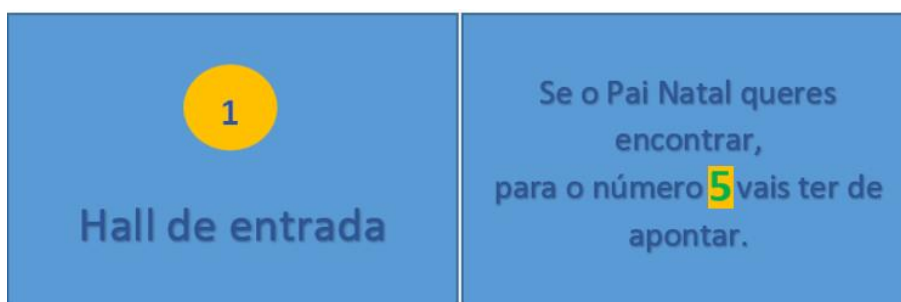 1
Hall de entrada
Se o Pai Natal queres
encontrar,
para o número 5 vais ter de
apontar.